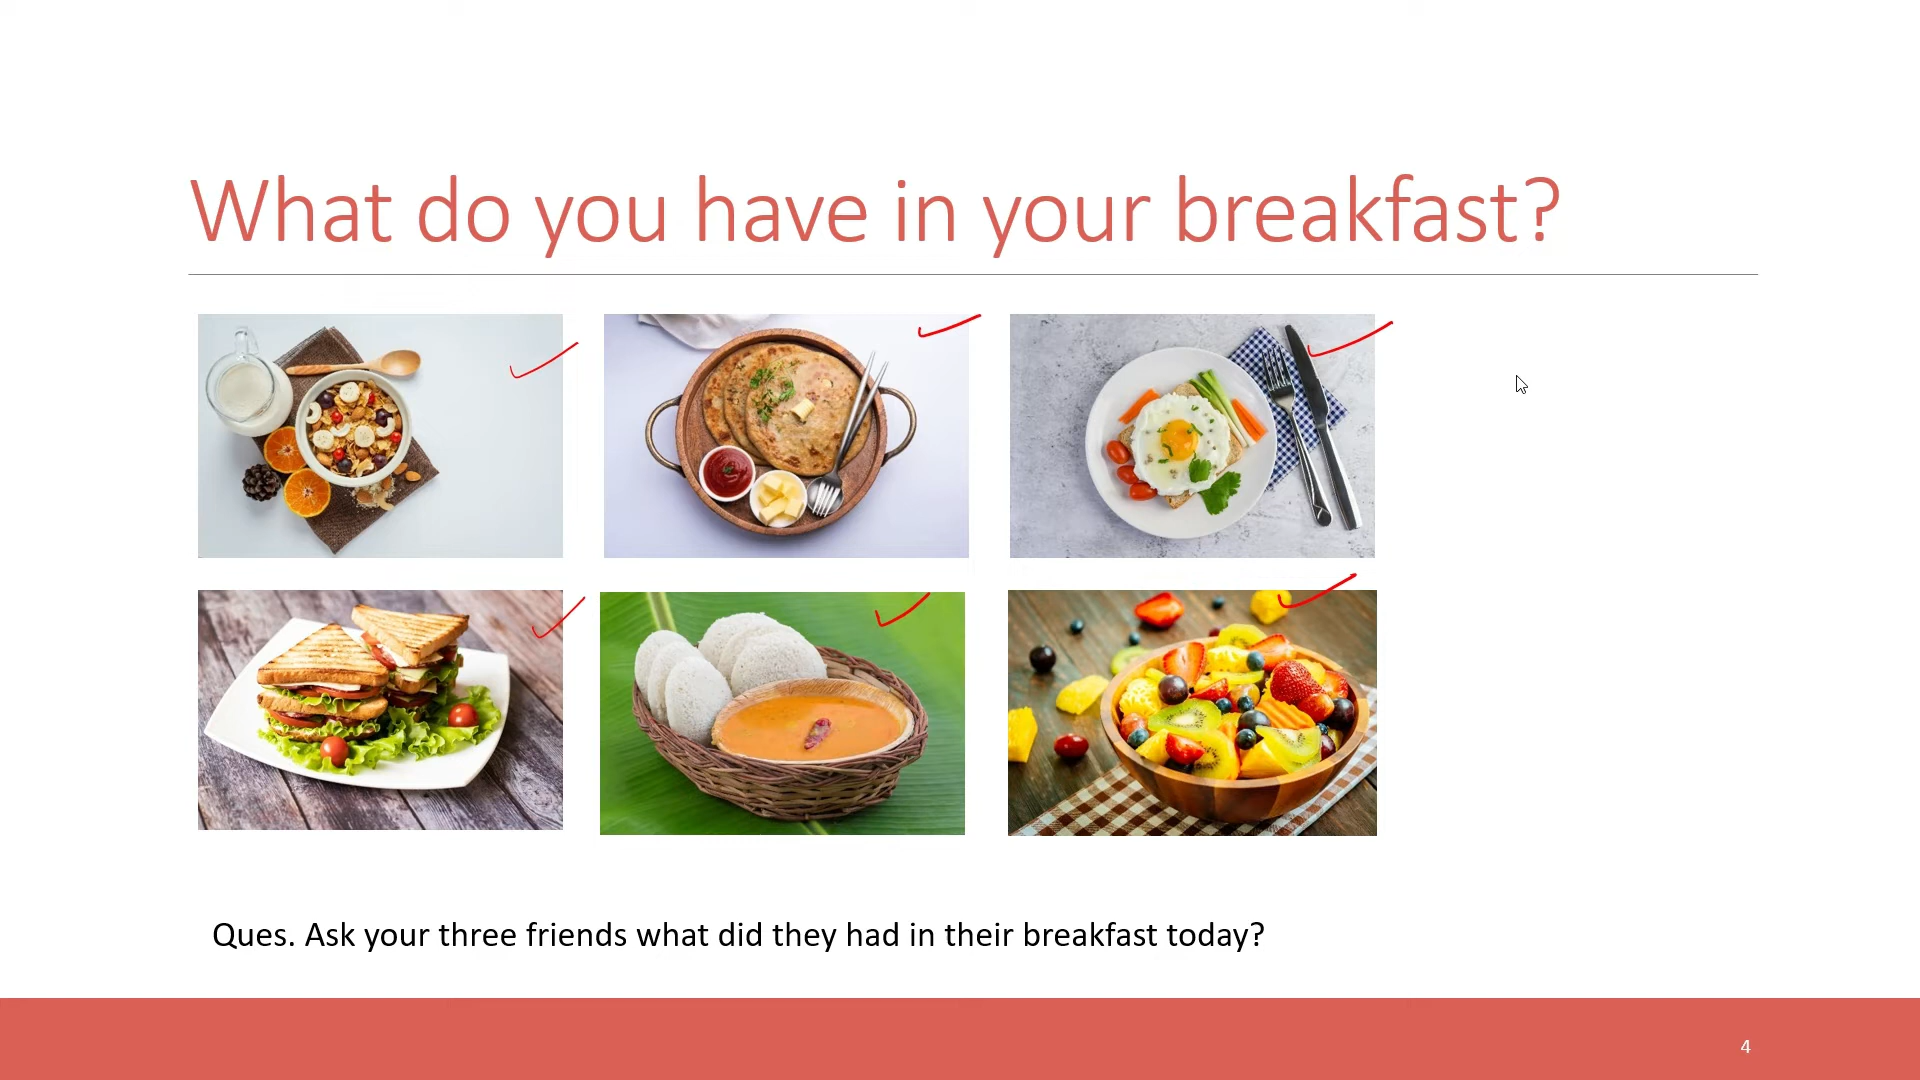 What do you have in your breakfast?
Ques. Ask your three friends what did they had in their breakfast today?
4